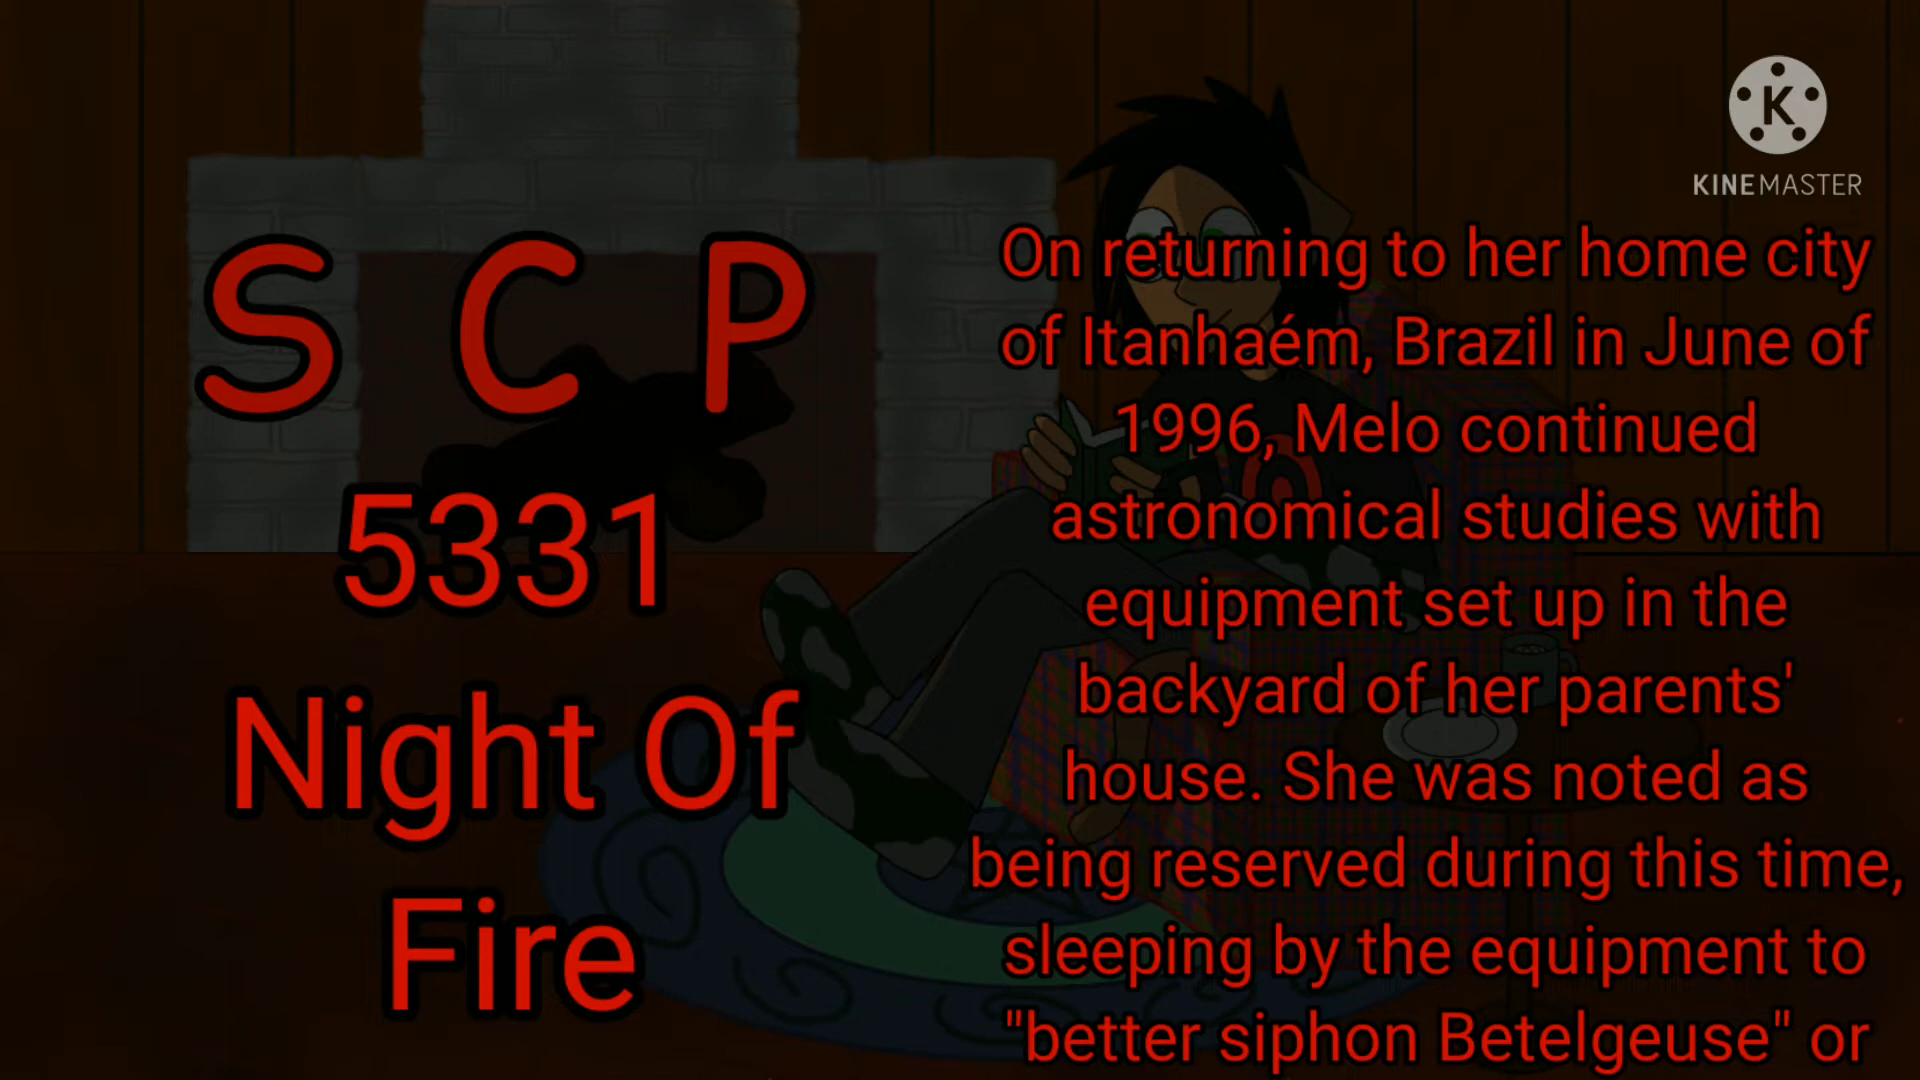 S C P
5331
Night Of
Fire
K
KINEMASTER
On returning to her home city
of Itanhaém, Brazil in June of
1996, Melo continued
astronomical studies with
equipment set up in the
backyard of her parents'
house. She was noted as
being reserved during this time,
sleeping by the equipment to
"better siphon Betelgeuse" or